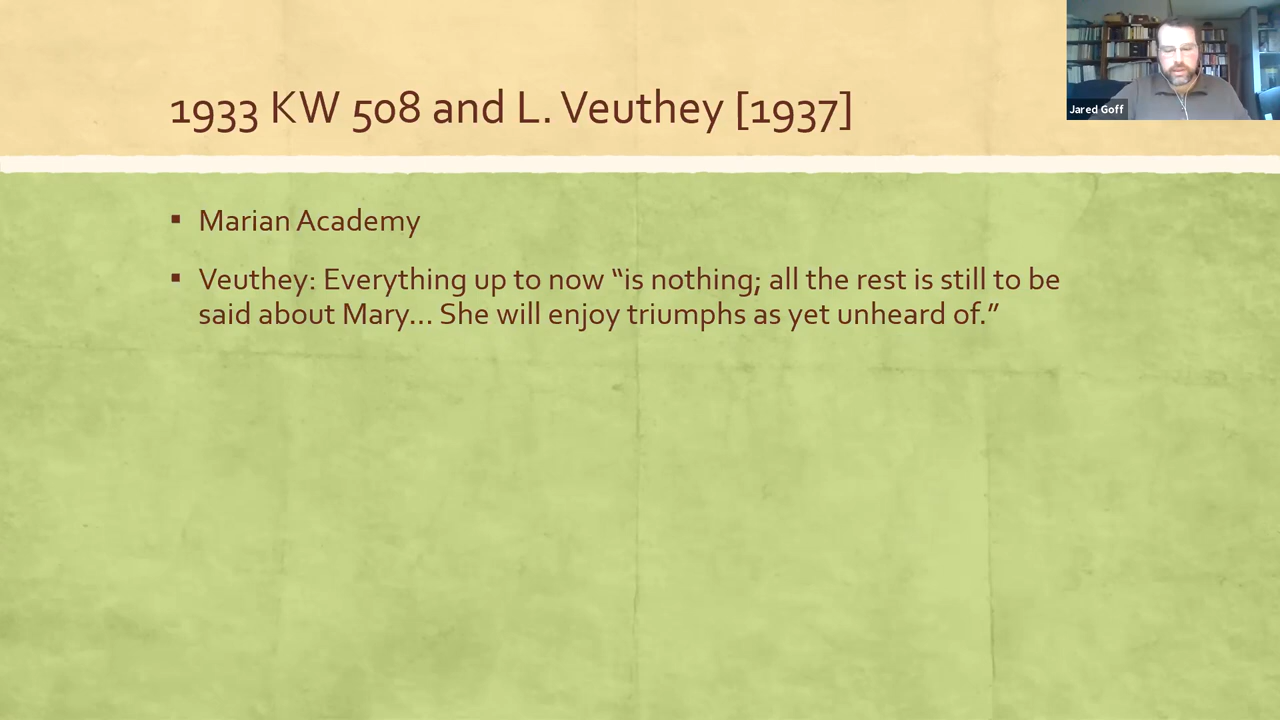 1933 KW 508 and L. Veuthey [1937]
Jared Goff
▪ Marian Academy
▪ Veuthey: Everything up to now “is nothing; all the rest is still to be
said about Mary... She will enjoy triumphs as yet unheard of.”